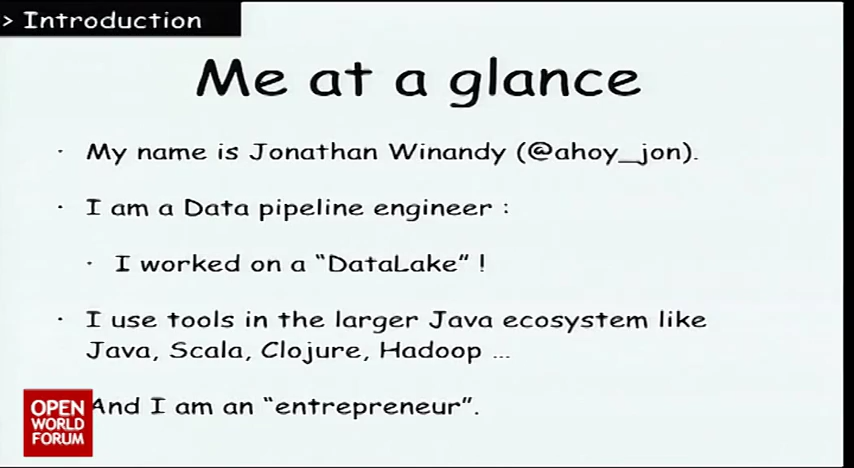 > Introduction
Me at a glance
· My name is Jonathan Winandy (@ahoy_jon).
· I am a Data pipeline engineer :
· I worked on a “DataLake” !
· I use tools in the larger Java ecosystem like
Java, Scala, Clojure, Hadoop ...
And I am an “entrepreneur”.
OPEN
WORLD
FORUM